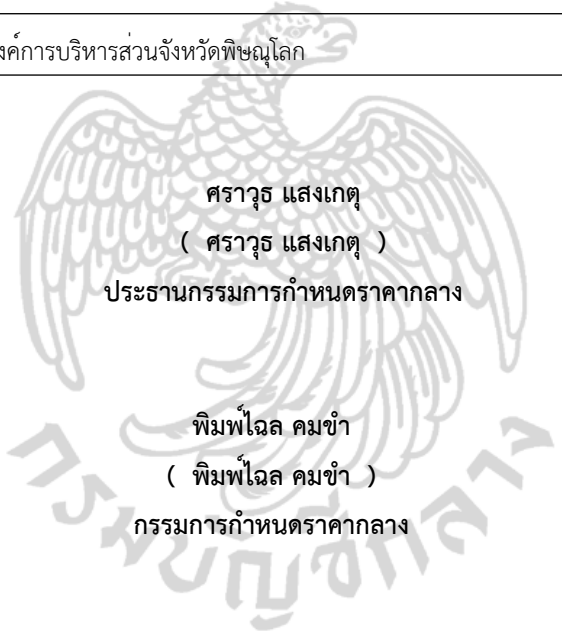 งค์การบริหารส่วนจังหวัดพิษณุโลก
ศราวุธ แสงเกตุ
( ศราวุธ แสงเกตุ )
ประธานกรรมการกำหนดราคากลาง
พิมพ์ไฉล คมขำ
( พิมพ์ไฉล คมขำ )
กรรมการกำหนดราคากลาง
กรมบัญชีกลาง